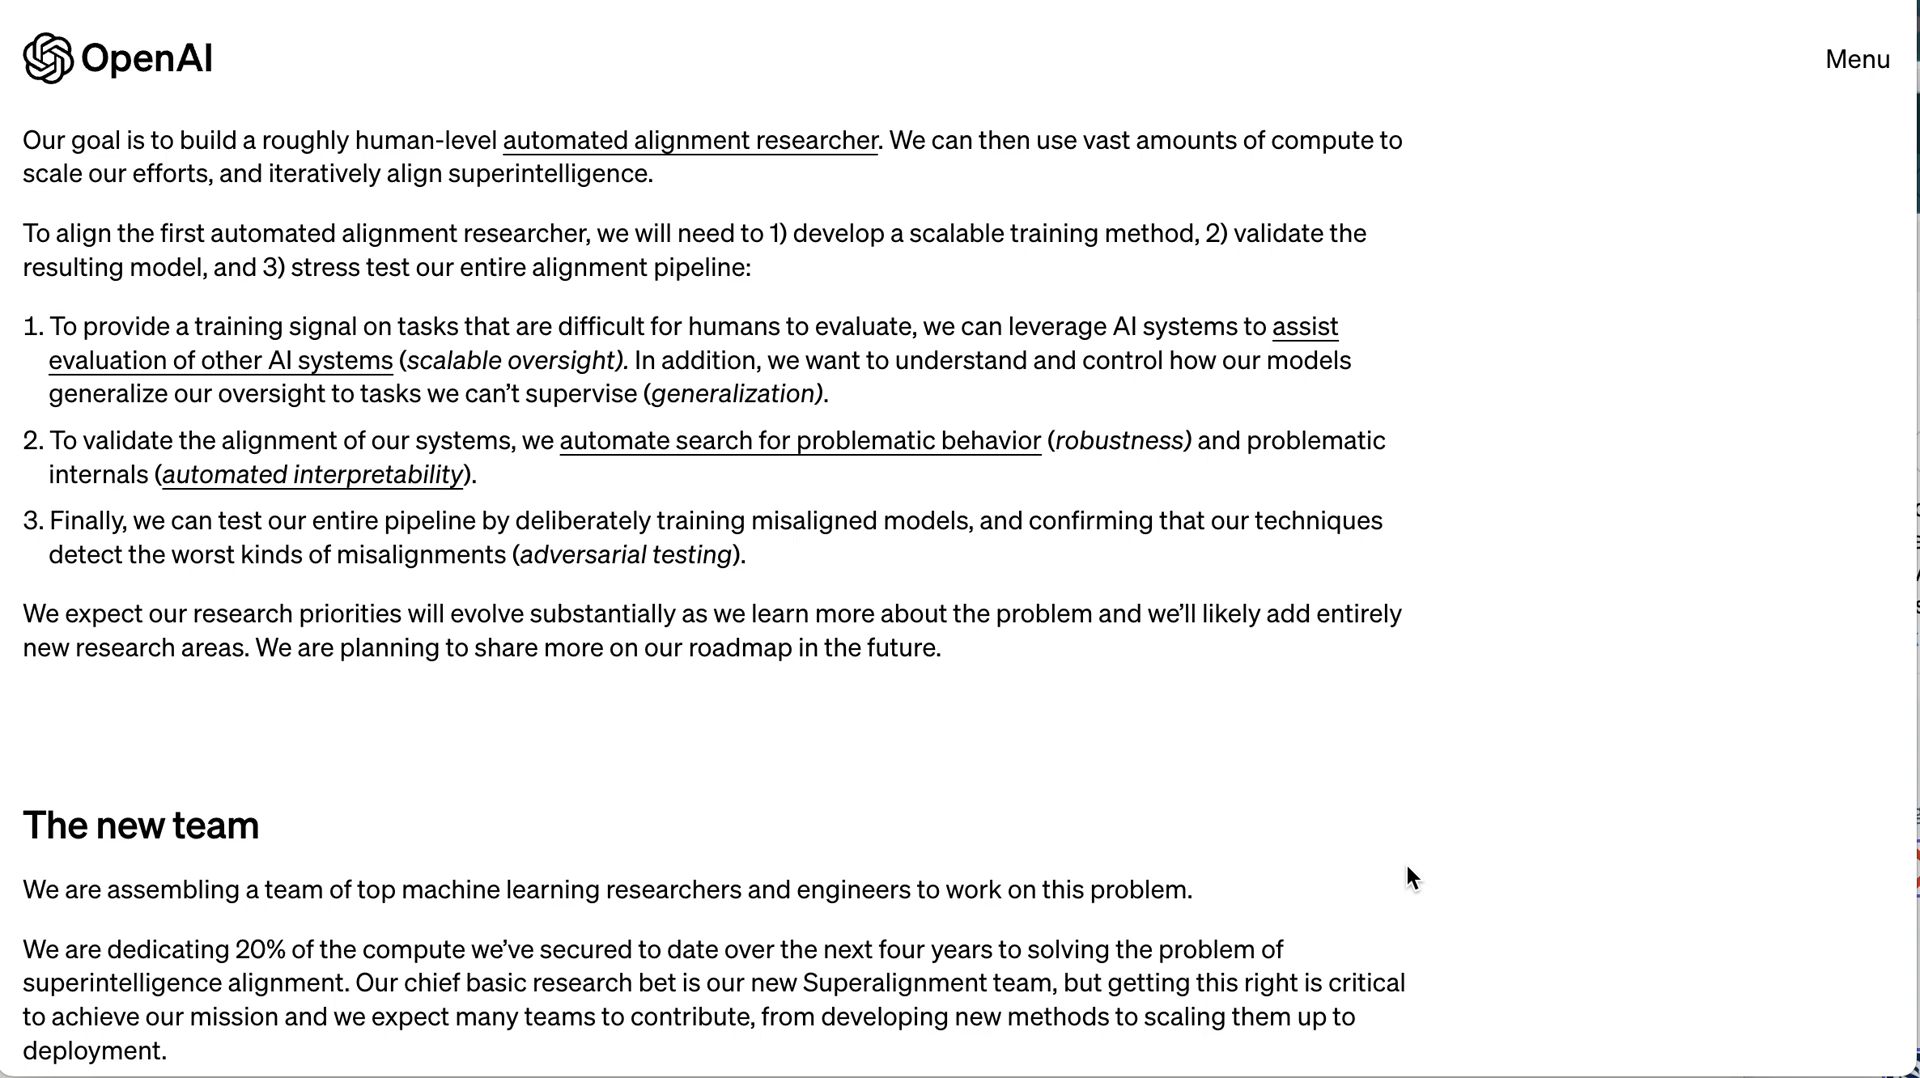 OpenAI
Menu
Our goal is to build a roughly human-level automated alignment researcher. We can then use vast amounts of compute to
scale our efforts, and iteratively align superintelligence.
To align the first automated alignment researcher, we will need to 1) develop a scalable training method, 2) validate the
resulting model, and 3) stress test our entire alignment pipeline:
1. To provide a training signal on tasks that are difficult for humans to evaluate, we can leverage AI systems to assist
evaluation of other AI systems (scalable oversight). In addition, we want to understand and control how our models
generalize our oversight to tasks we can’t supervise (generalization).
2. To validate the alignment of our systems, we automate search for problematic behavior (robustness) and problematic
internals (automated interpretability).
3. Finally, we can test our entire pipeline by deliberately training misaligned models, and confirming that our techniques
detect the worst kinds of misalignments (adversarial testing).
We expect our research priorities will evolve substantially as we learn more about the problem and we’ll likely add entirely
new research areas. We are planning to share more on our roadmap in the future.
The new team
We are assembling a team of top machine learning researchers and engineers to work on this problem.
We are dedicating 20% of the compute we’ve secured to date over the next four years to solving the problem of
superintelligence alignment. Our chief basic research bet is our new Superalignment team, but getting this right is critical
to achieve our mission and we expect many teams to contribute, from developing new methods to scaling them up to
deployment.